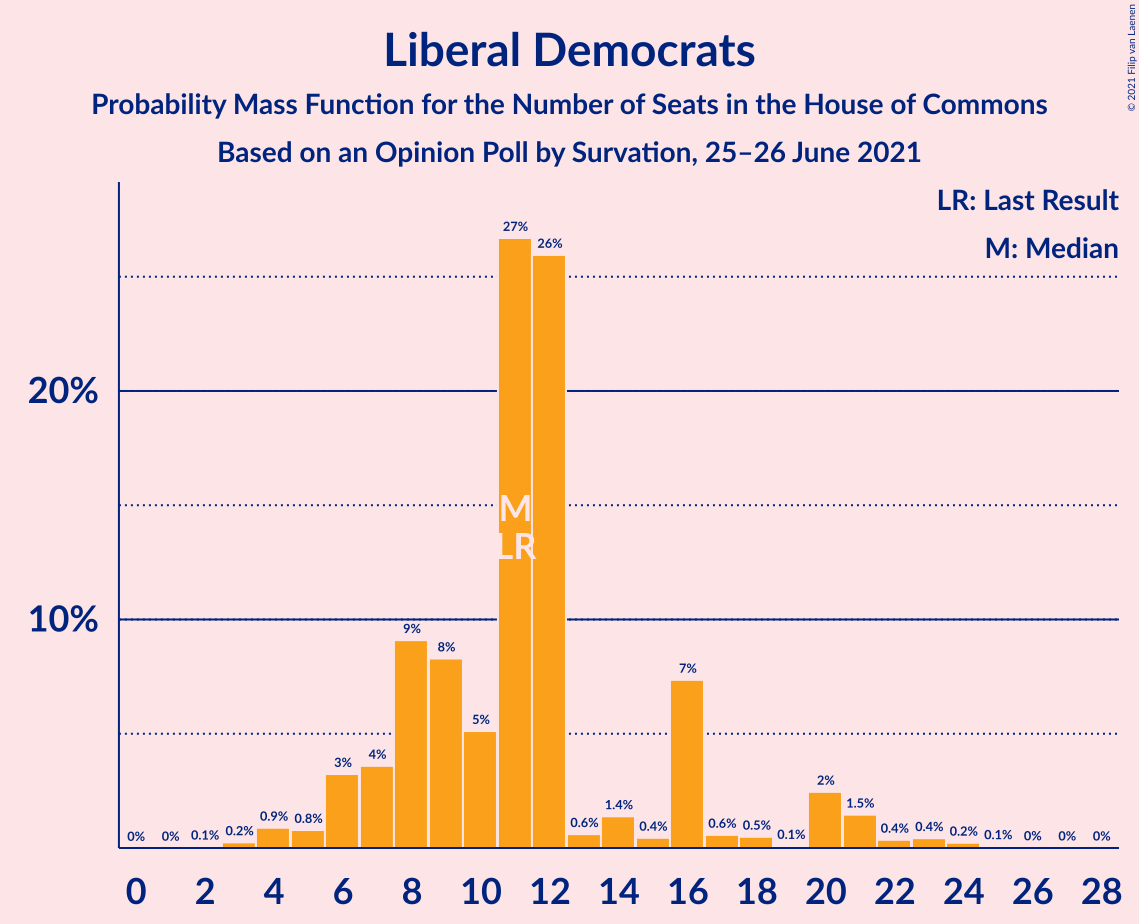 © 2021 Filip van Laenen
Liberal Democrats
Probability Mass Function for the Number of Seats in the House of Commons
Based on an Opinion Poll by Survation, 25–26 June 2021
LR: Last Result
M: Median
27%
26%
20%
M
LR
10%
9%
8%
7%
5%
4%
3%
2%
1.5%
1.4%
0% 0% 0.1% 0.2% 0.9% 0.8% 0.6% 0.4% 0.6% 0.5% 0.1% 0.4% 0.4% 0.2% 0.1% 0% 0% 0%
0 2 4 6 8 10 12 14 16 18 20 22 24 26 28